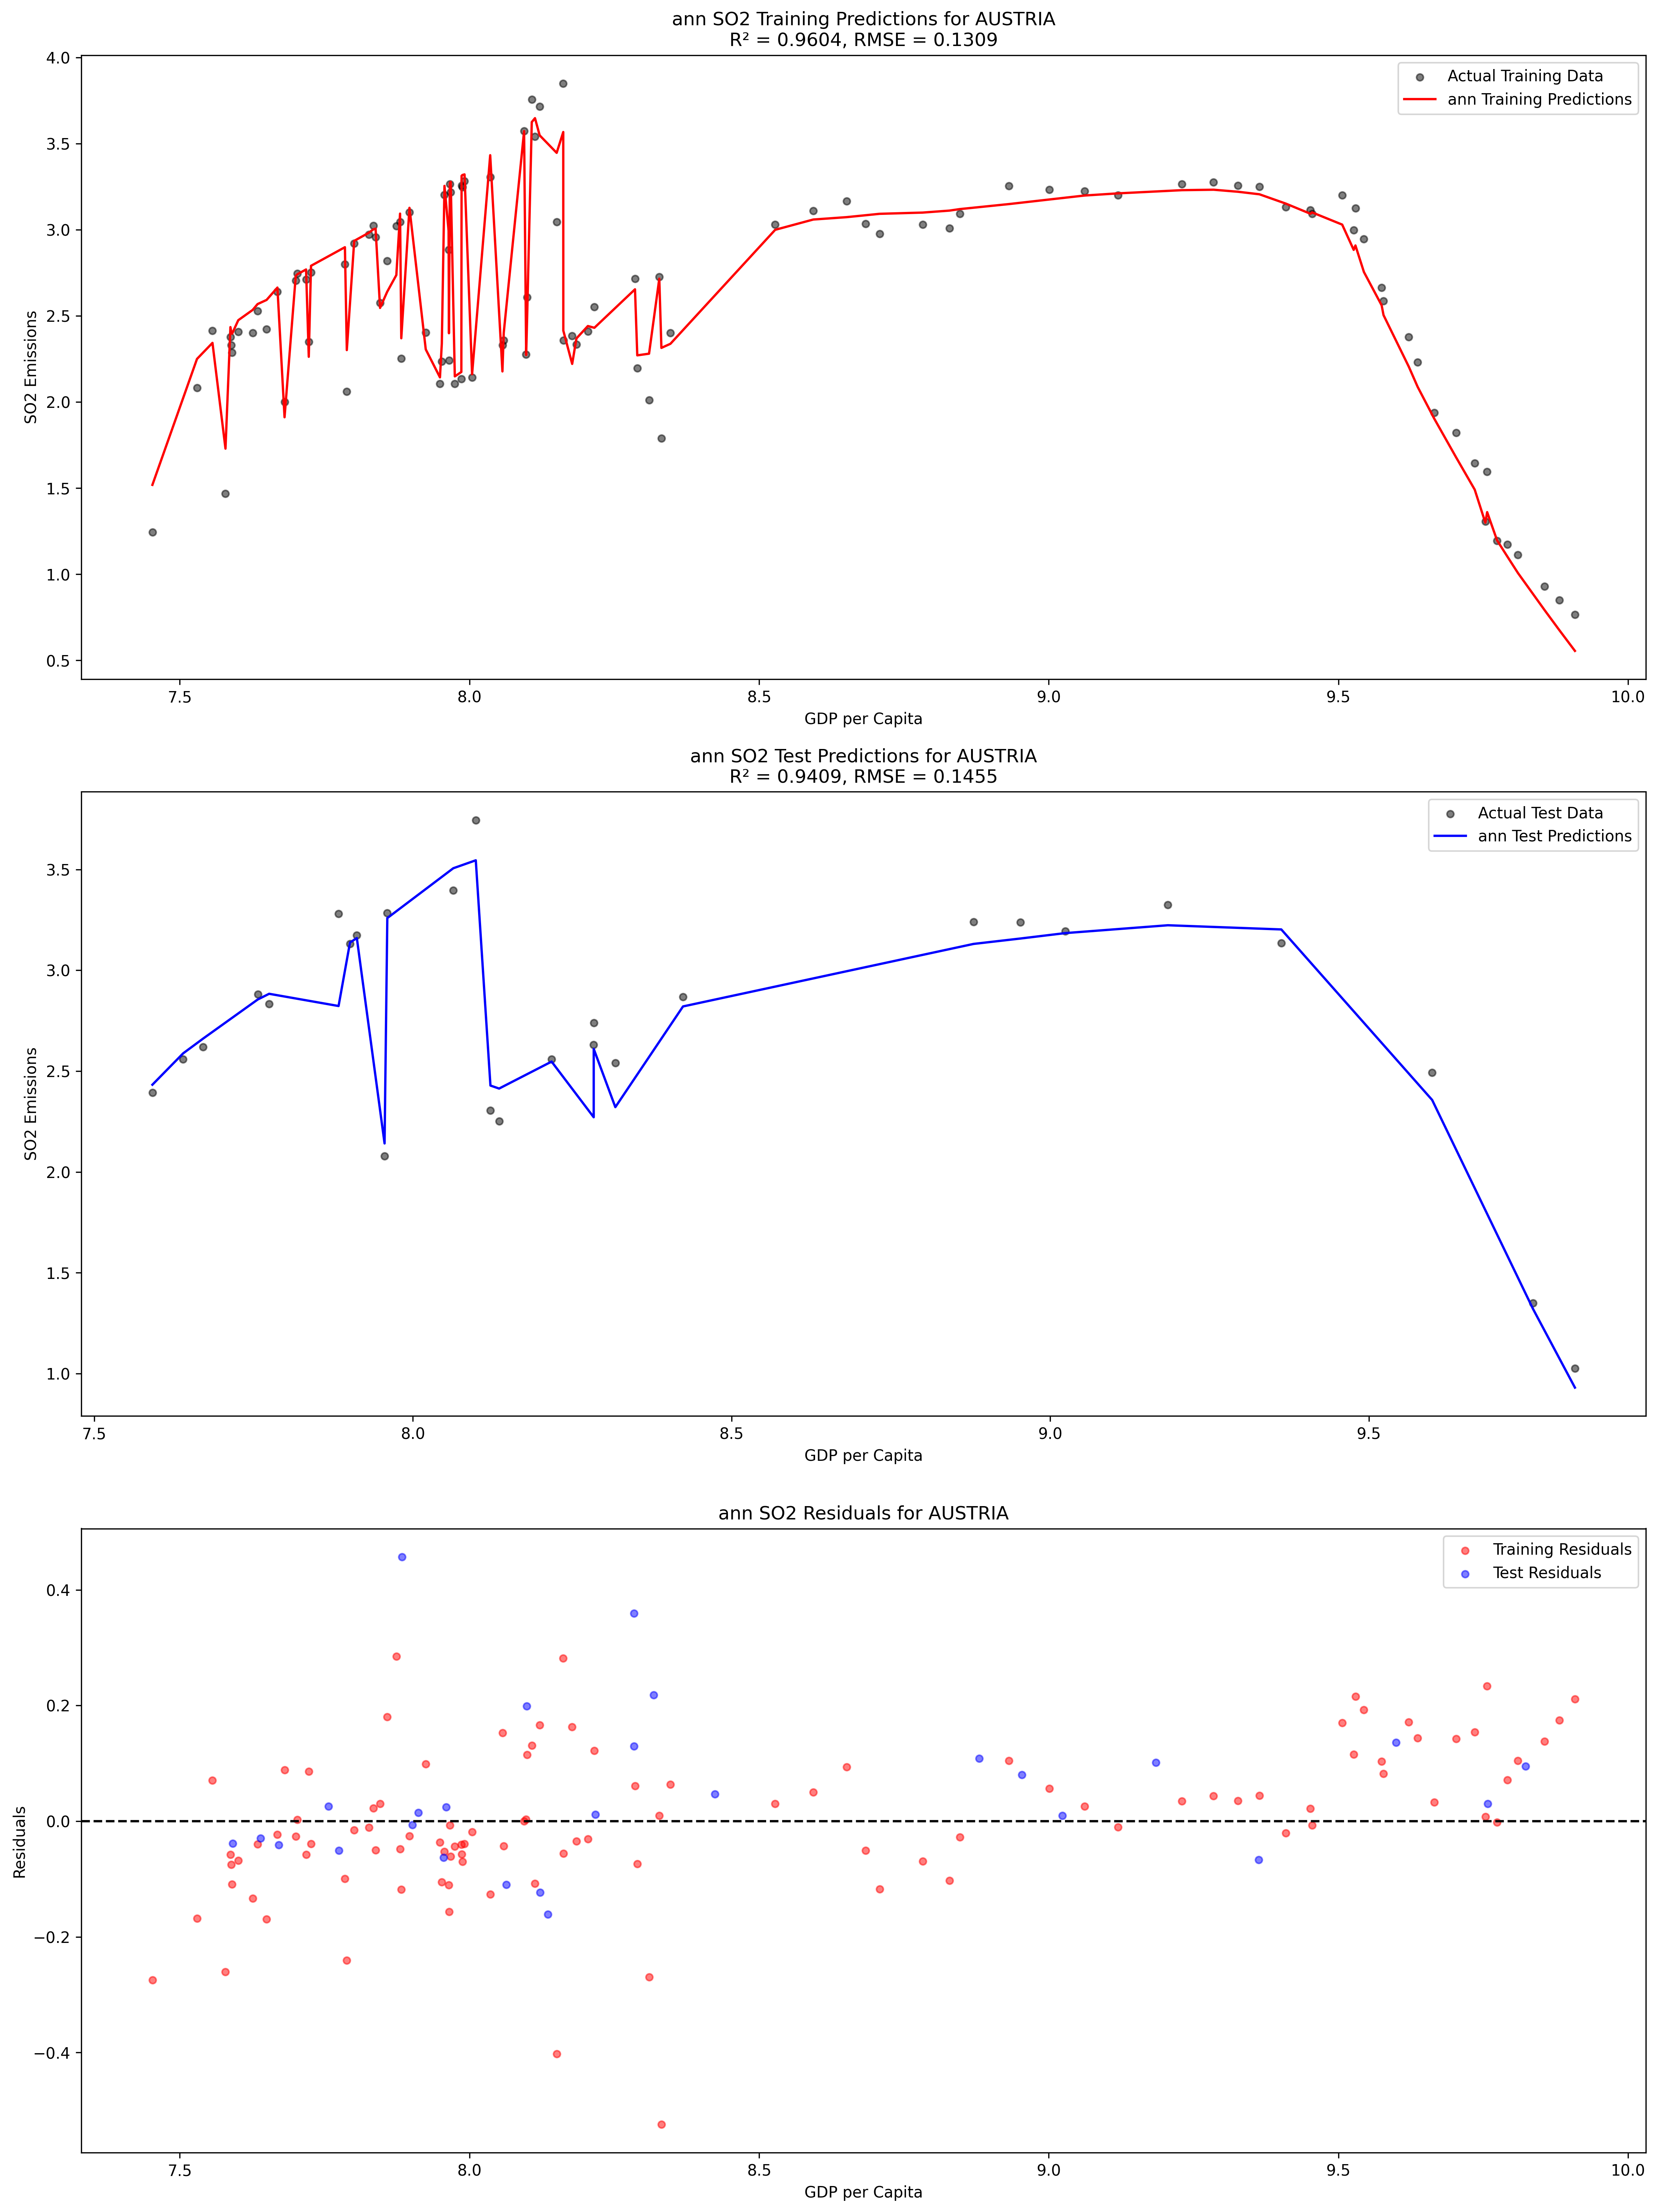 ann SO2 Training Predictions for AUSTRIA
R² = 0.9604, RMSE = 0.1309
4.0
3.5
3.0
2.5
2.0
1.5
1.0
0.5
SO2 Emissions
Actual Training Data
ann Training Predictions
7.5 8.0 8.5 9.0 9.5 10.0
GDP per Capita
ann SO2 Test Predictions for AUSTRIA
R² = 0.9409, RMSE = 0.1455
3.5
3.0
2.5
2.0
1.5
1.0
SO2 Emissions
Actual Test Data
ann Test Predictions
7.5 8.0 8.5 9.0 9.5
GDP per Capita
ann SO2 Residuals for AUSTRIA
0.4
0.2
0.0
−0.2
−0.4
Residuals
Training Residuals
Test Residuals
7.5 8.0 8.5 9.0 9.5 10.0
GDP per Capita